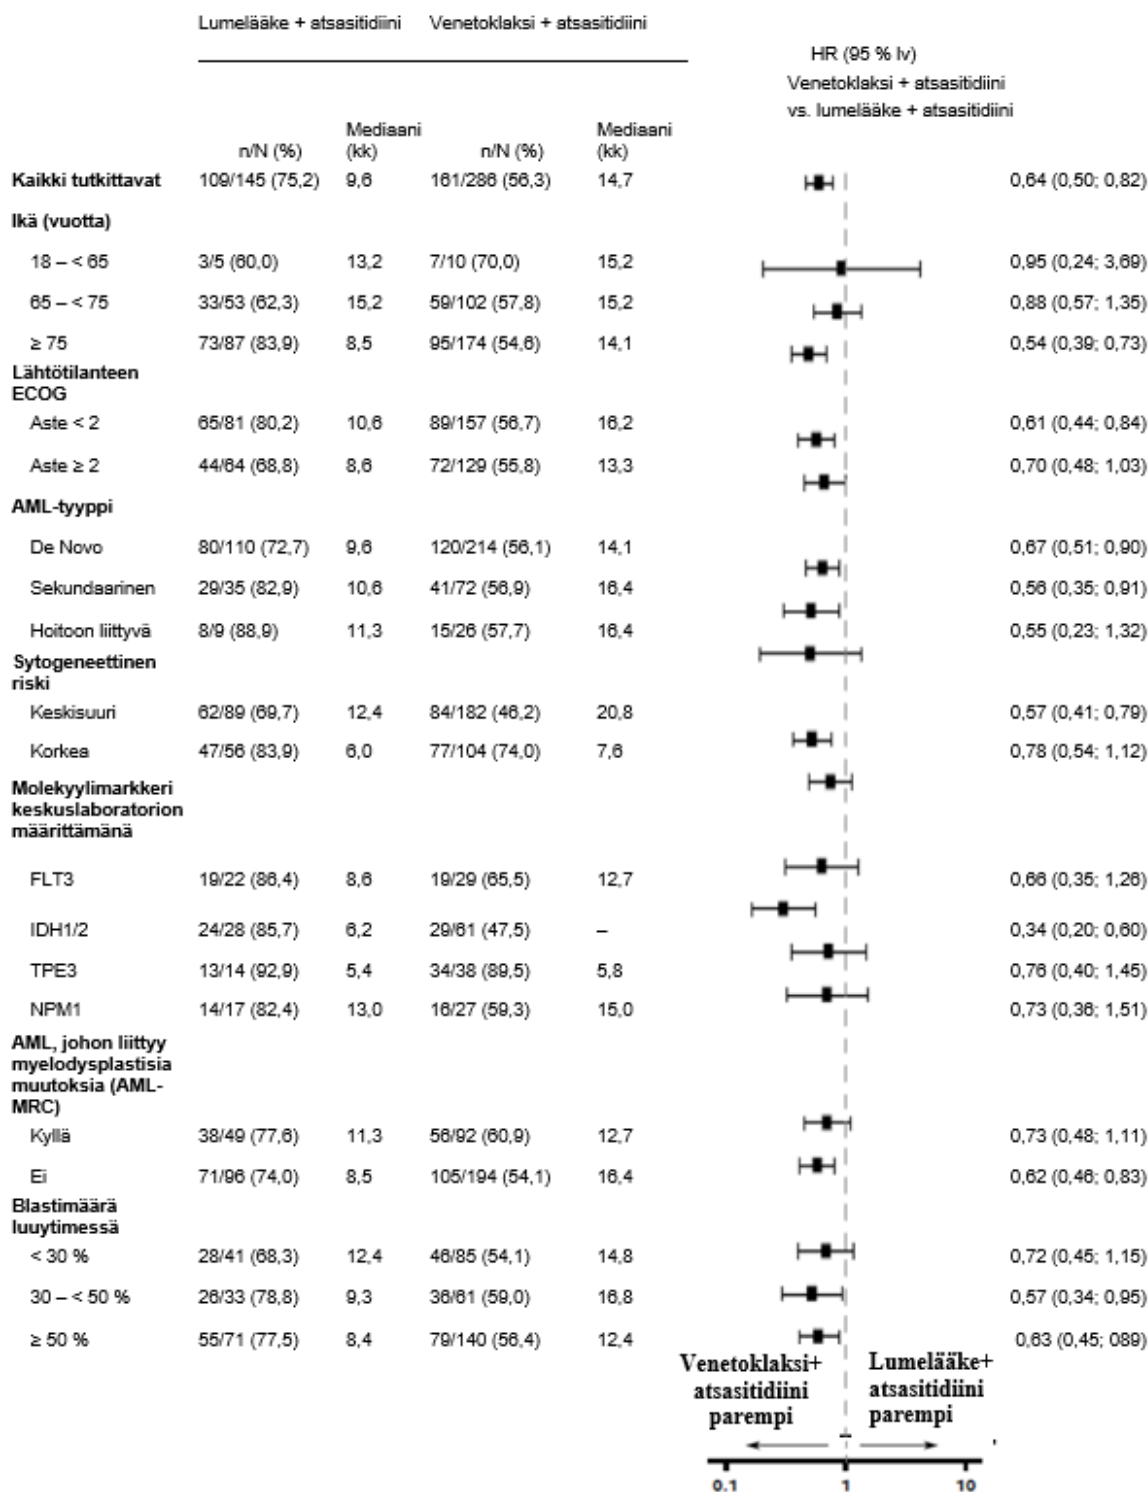 Lumelääke + atsasitidiini Venetoklaksi + atsasitidiini
HR (95 % lv)
Venetoklaksi + atsasitidiini
vs. lumelääke + atsasitidiini
n/N (%) Mediaani (kk) n/N (%) Mediaani (kk)
Kaikki tutkittavat 109/145 (75,2) 9,6 161/286 (56,3) 14,7 0,64 (0,50; 0,82)
Ikä (vuotta)
18 – < 65 3/5 (60,0) 13,2 7/10 (70,0) 15,2 0,95 (0,24; 3,69)
65 – < 75 33/53 (62,3) 15,2 59/102 (57,8) 15,2 0,88 (0,57; 1,35)
≥ 75 73/87 (83,9) 8,5 95/174 (54,6) 14,1 0,54 (0,39; 0,73)
Lähtötilanteen
ECOG
Aste < 2 65/81 (80,2) 10,6 89/157 (56,7) 16,2 0,61 (0,44; 0,84)
Aste ≥ 2 44/64 (68,8) 8,6 72/129 (55,8) 13,3 0,70 (0,48; 1,03)
AML-tyyppi
De Novo 80/110 (72,7) 9,6 120/214 (56,1) 14,1 0,67 (0,51; 0,90)
Sekundaarinen 29/35 (82,9) 10,6 41/72 (56,9) 16,4 0,56 (0,35; 0,91)
Hoitoon liittyvä 8/9 (88,9) 11,3 15/26 (57,7) 16,4 0,55 (0,23; 1,32)
Sytogeneettinen
riski
Keskisuuri 62/89 (69,7) 12,4 84/182 (46,2) 20,8 0,57 (0,41; 0,79)
Korkea 47/56 (83,9) 6,0 77/104 (74,0) 7,6 0,78 (0,54; 1,12)
Molekyylimarkkeri
keskuslaboratorion
määrittämänä
FLT3 19/22 (86,4) 8,6 19/29 (65,5) 12,7 0,66 (0,35; 1,26)
IDH1/2 24/28 (85,7) 6,2 29/61 (47,5) – 0,34 (0,20; 0,60)
TPE3 13/14 (92,9) 5,4 34/38 (89,5) 5,8 0,76 (0,40; 1,45)
NPM1 14/17 (82,4) 13,0 16/27 (59,3) 15,0 0,73 (0,36; 1,51)
AML, johon liittyy
myelodysplastisia
muutoksia (AML-
MRC)
Kyllä 38/49 (77,6) 11,3 56/92 (60,9) 12,7 0,73 (0,48; 1,11)
Ei 71/96 (74,0) 8,5 105/194 (54,1) 16,4 0,62 (0,46; 0,83)
Blastimäärä
luuytimessä
< 30 % 28/41 (68,3) 12,4 46/85 (54,1) 14,8 0,72 (0,45; 1,15)
30 – < 50 % 26/33 (78,8) 9,3 36/61 (59,0) 16,8 0,57 (0,34; 0,95)
≥ 50 % 55/71 (77,5) 8,4 79/140 (56,4) 12,4 0,63 (0,45; 089)
Venetoklaksi+
atsasitidiini
parempi
Lumelääke+
atsasitidiini
parempi
0.1 1 10